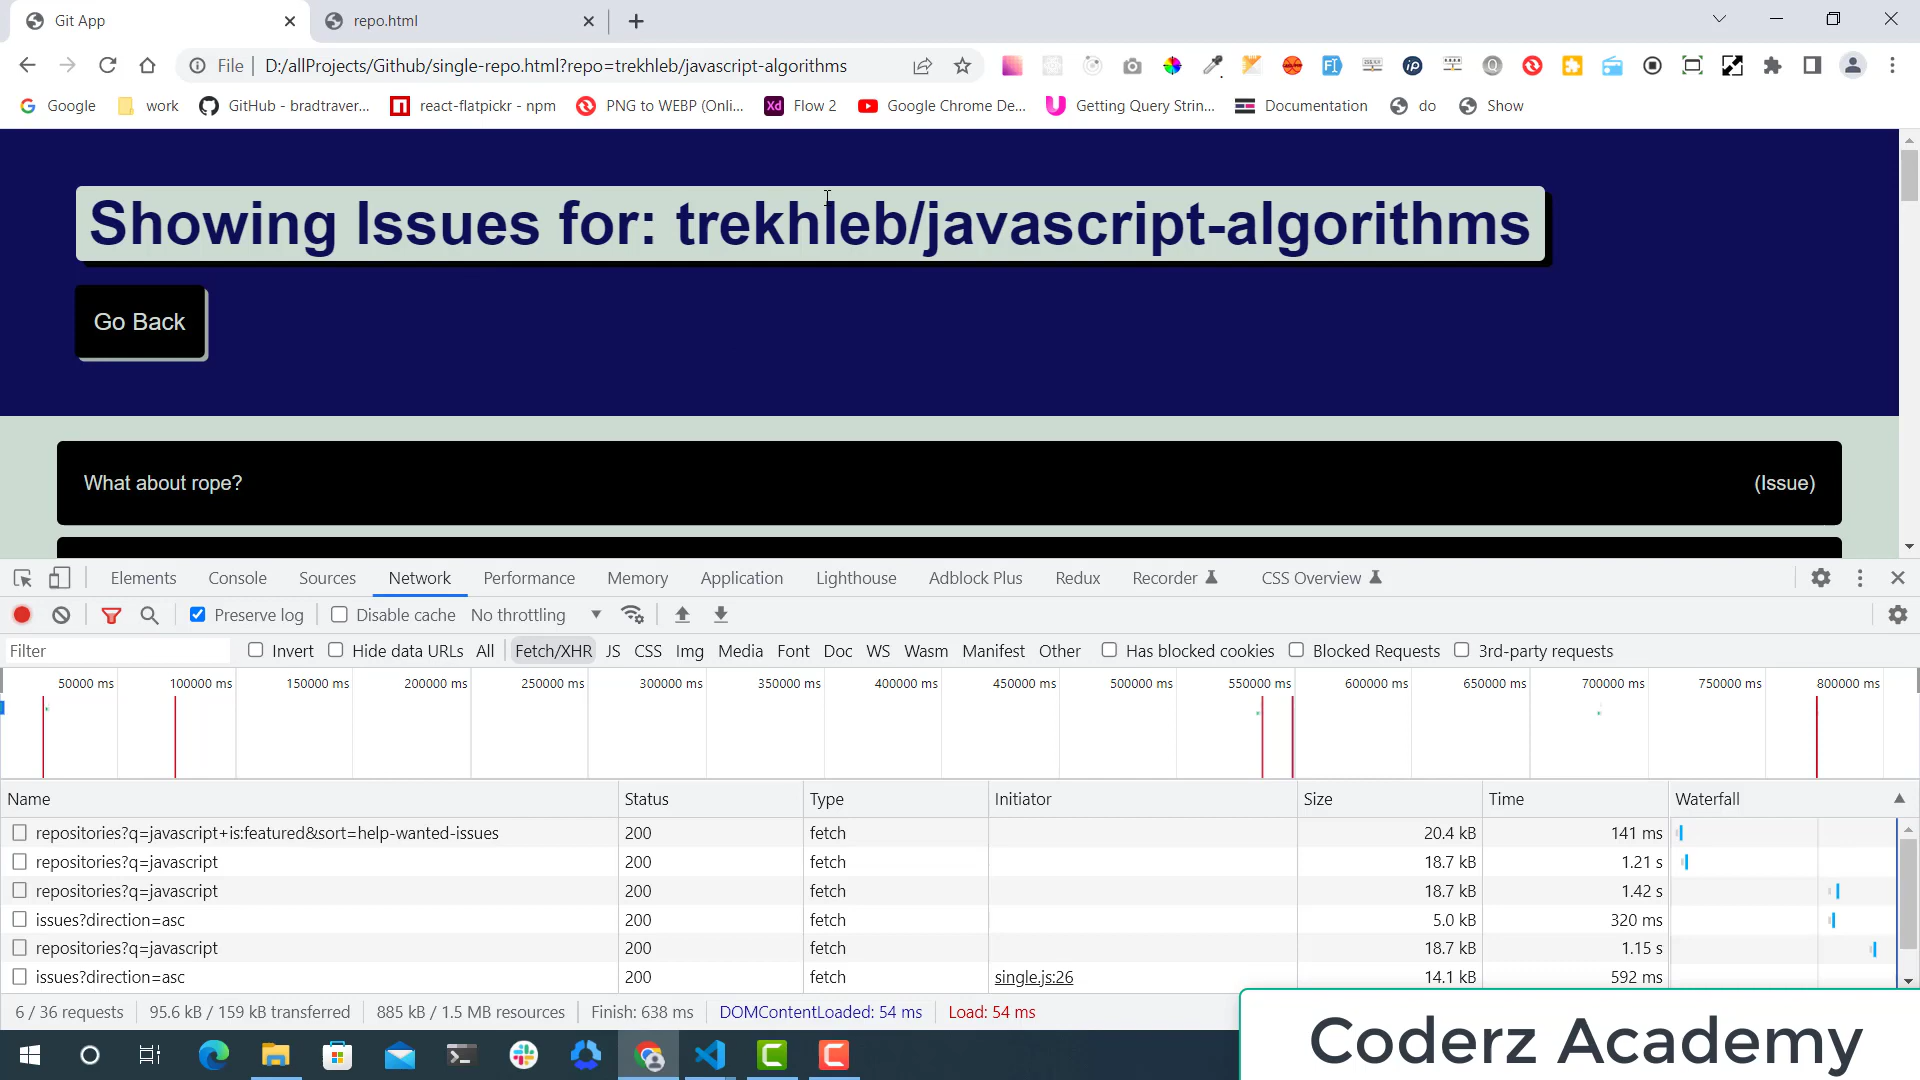 Git App
repo.html
File
D:/allProjects/Github/single-repo.html?repo=trekhleb/javascript-algorithms
Google
work
GitHub - bradtraver...
react-flatpickr - npm
PNG to WEBP (Onli...
Flow 2
Google Chrome De...
Getting Query Strin...
Documentation
do
Show
Showing Issues for: trekhleb/javascript-algorithms
Go Back
What about rope? (Issue)
Elements Console Sources Network Performance Memory Application Lighthouse Adblock Plus Redux Recorder CSS Overview
Preserve log Disable cache No throttling
Filter Invert Hide data URLs All Fetch/XHR JS CSS Img Media Font Doc WS Wasm Manifest Other Has blocked cookies Blocked Requests 3rd-party requests
50000 ms 100000 ms 150000 ms 200000 ms 250000 ms 300000 ms 350000 ms 400000 ms 450000 ms 500000 ms 550000 ms 600000 ms 650000 ms 700000 ms 750000 ms 800000 ms
Name Status Type Initiator Size Time Waterfall
repositories?q=javascript+is:featured&sort=help-wanted-issues 200 fetch 20.4 kB 141 ms
repositories?q=javascript 200 fetch 18.7 kB 1.21 s
repositories?q=javascript 200 fetch 18.7 kB 1.42 s
issues?direction=asc 200 fetch 5.0 kB 320 ms
repositories?q=javascript 200 fetch 18.7 kB 1.15 s
issues?direction=asc 200 fetch single.js:26 14.1 kB 592 ms
6 / 36 requests 95.6 kB / 159 kB transferred 885 kB / 1.5 MB resources Finish: 638 ms DOMContentLoaded: 54 ms Load: 54 ms
Coderz Academy